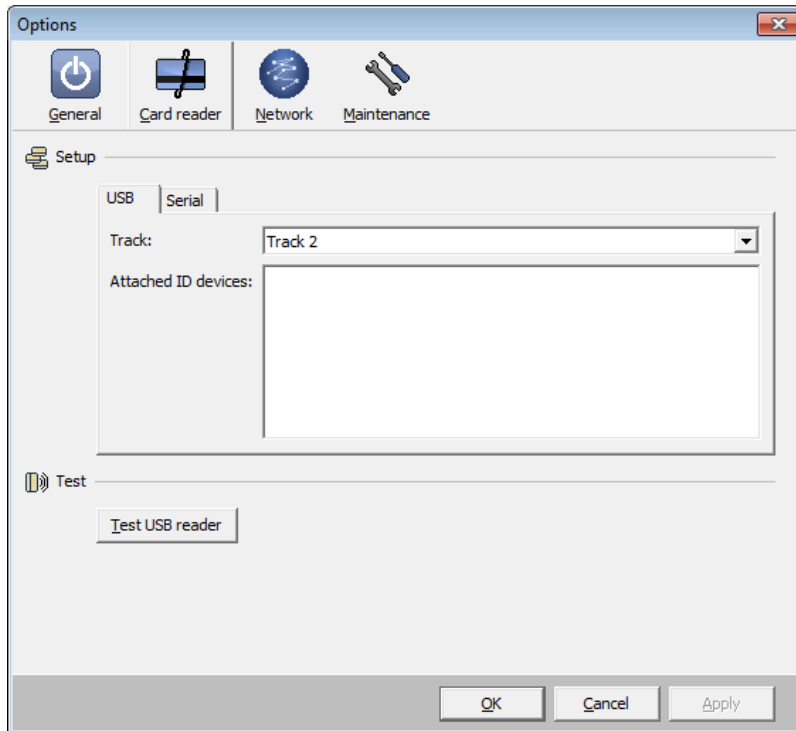 Options
General Card reader Network Maintenance
Setup
USB Serial
Track: Track 2
Attached ID devices:
Test
Test USB reader
OK Cancel Apply